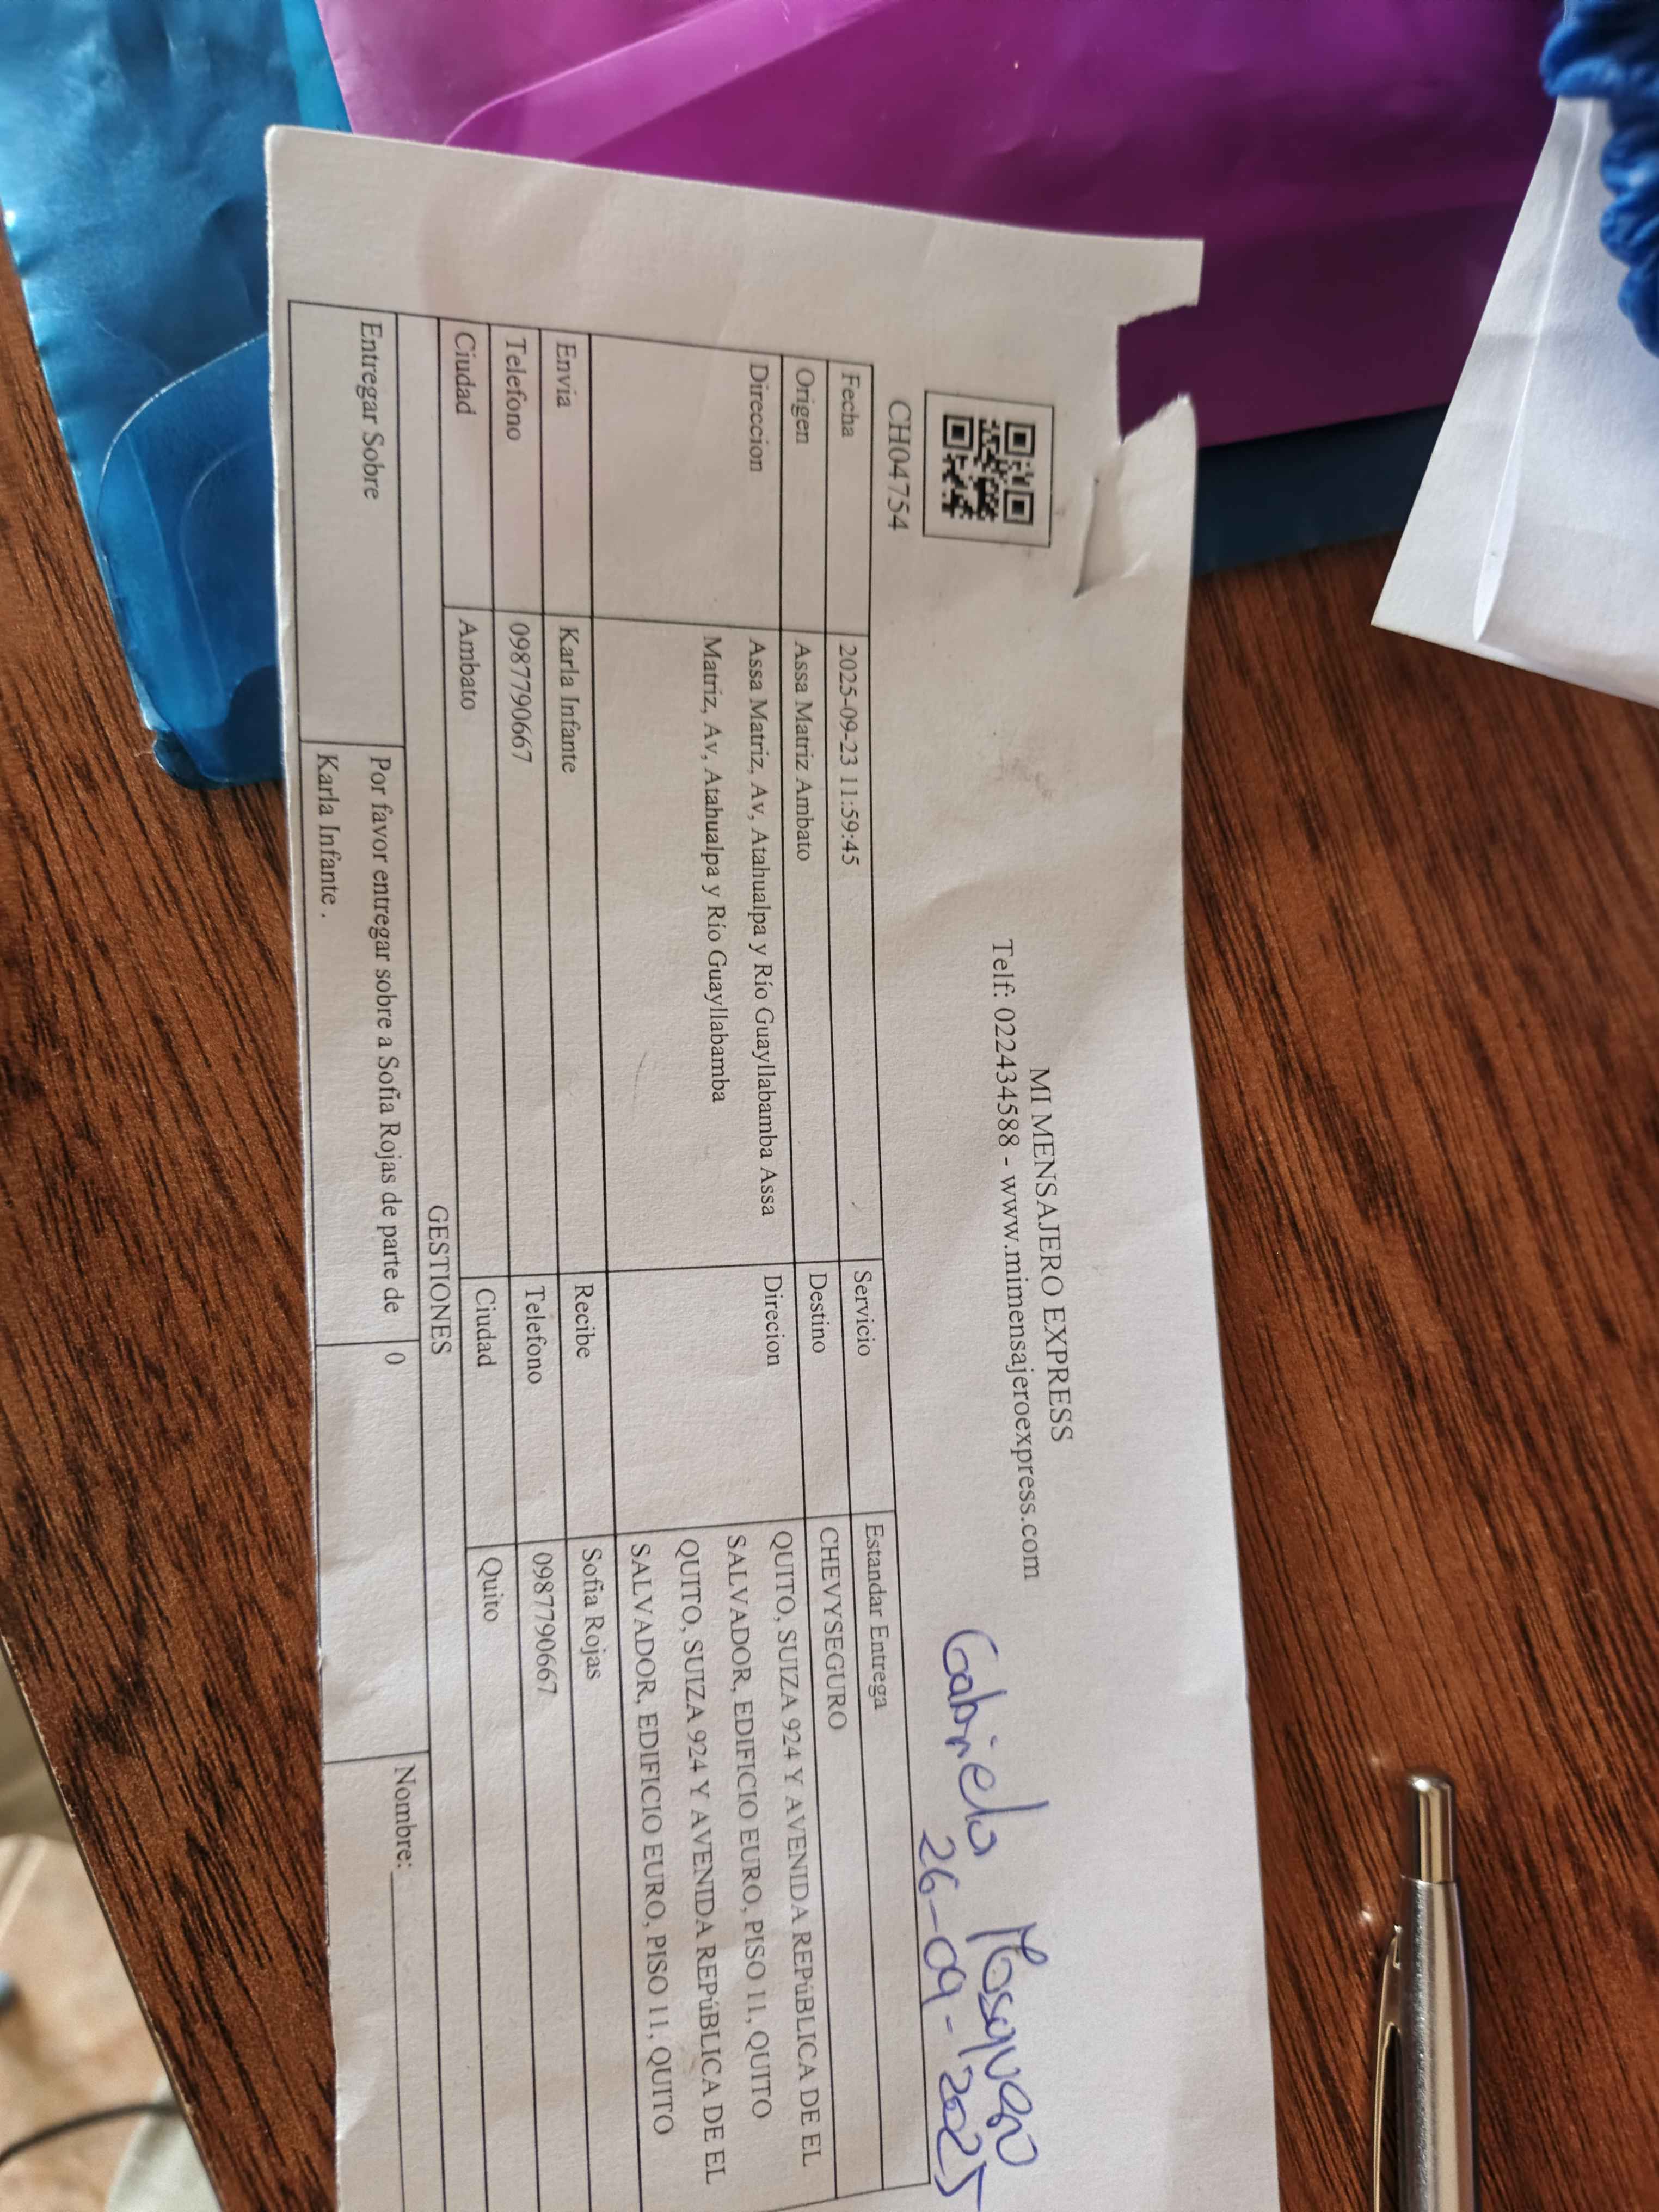 MI MENSAJERO EXPRESS
Telf: 022434588 - www.mimensajeroexpress.com
Gabriela Mosquera
26-09-2025
CH04754
Fecha 2025-09-23 11:59:45 Servicio Estandar Entrega
Origen Assa Matriz Ambato Destino CHEVYSEGURO
Direccion Assa Matriz, Av, Atahualpa y Río Guayllabamba Assa Direcion QUITO, SUIZA 924 Y AVENIDA REPúBLICA DE EL
Matriz, Av, Atahualpa y Río Guayllabamba SALVADOR, EDIFICIO EURO, PISO 11, QUITO
QUITO, SUIZA 924 Y AVENIDA REPúBLICA DE EL
SALVADOR, EDIFICIO EURO, PISO 11, QUITO
Envia Karla Infante Recibe Sofia Rojas
Telefono 0987790667 Telefono 0987790667
Ciudad Ambato Ciudad Quito
GESTIONES
Entregar Sobre Por favor entregar sobre a Sofia Rojas de parte de 0 Nombre:
Karla Infante .